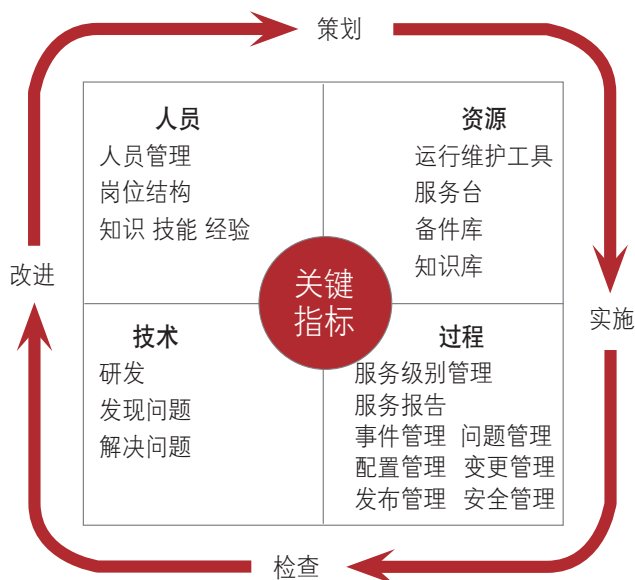 策划
人员
人员管理
岗位结构
知识 技能 经验
资源
运行维护工具
服务台
备件库
知识库
改进
关键
指标
实施
技术
研发
发现问题
解决问题
过程
服务级别管理
服务报告
事件管理 问题管理
配置管理 变更管理
发布管理 安全管理
检查